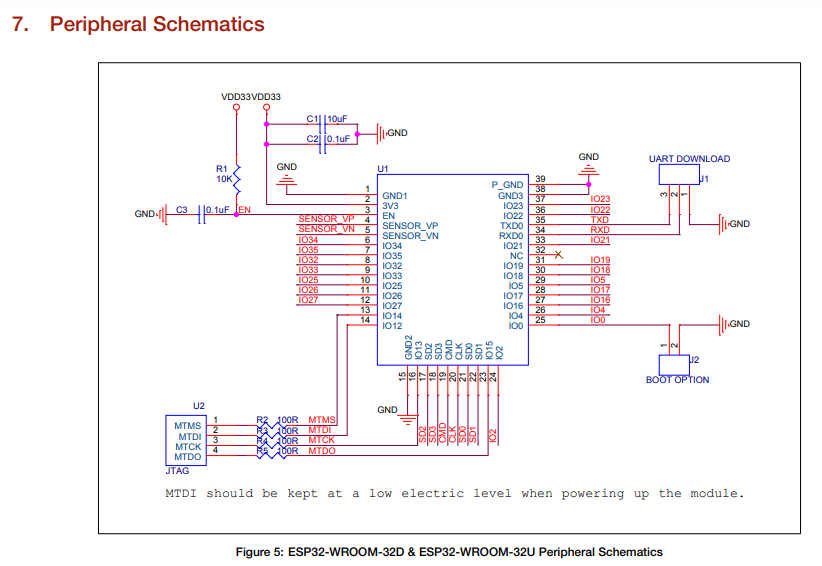 7. Peripheral Schematics
VDD33VDD33
C1 10uF
C2 0.1uF
GND
R1
10K
GND
GND
C3 0.1uF EN
U1
1 GND1
2 3V3
3 EN
SENSOR_VP 4 SENSOR_VP
SENSOR_VN 5 SENSOR_VN
IO34 6 IO34
IO35 7 IO35
IO32 8 IO32
IO33 9 IO33
IO25 10 IO25
IO26 11 IO26
IO27 12 IO27
13 IO14
14 IO12
P_GND 39
GND3 38
IO23 37 IO23
IO22 36 IO22
TXD0 35 TXD
RXD0 34 RXD
IO21 33 IO21
NC 32
IO19 31 IO19
IO18 30 IO18
IO5 29 IO5
IO17 28 IO17
IO16 27 IO16
IO4 26 IO4
IO0 25 IO0
GND
UART DOWNLOAD
J1
3 2 1
GND
GND
1 2
J2
BOOT OPTION
GND2 IO13 SD2 SD3 CMD CLK SD0 SD1 IO15 IO2
15 16 17 18 19 20 21 22 23 24
GND
SD2 SD3 CMD CLK SD0 SD1 IO2
U2
MTMS 1 R2 100R MTMS
MTDI 2 R3 100R MTDI
MTCK 3 R4 100R MTCK
MTDO 4 R5 100R MTDO
JTAG
MTDI should be kept at a low electric level when powering up the module.
Figure 5: ESP32-WROOM-32D & ESP32-WROOM-32U Peripheral Schematics